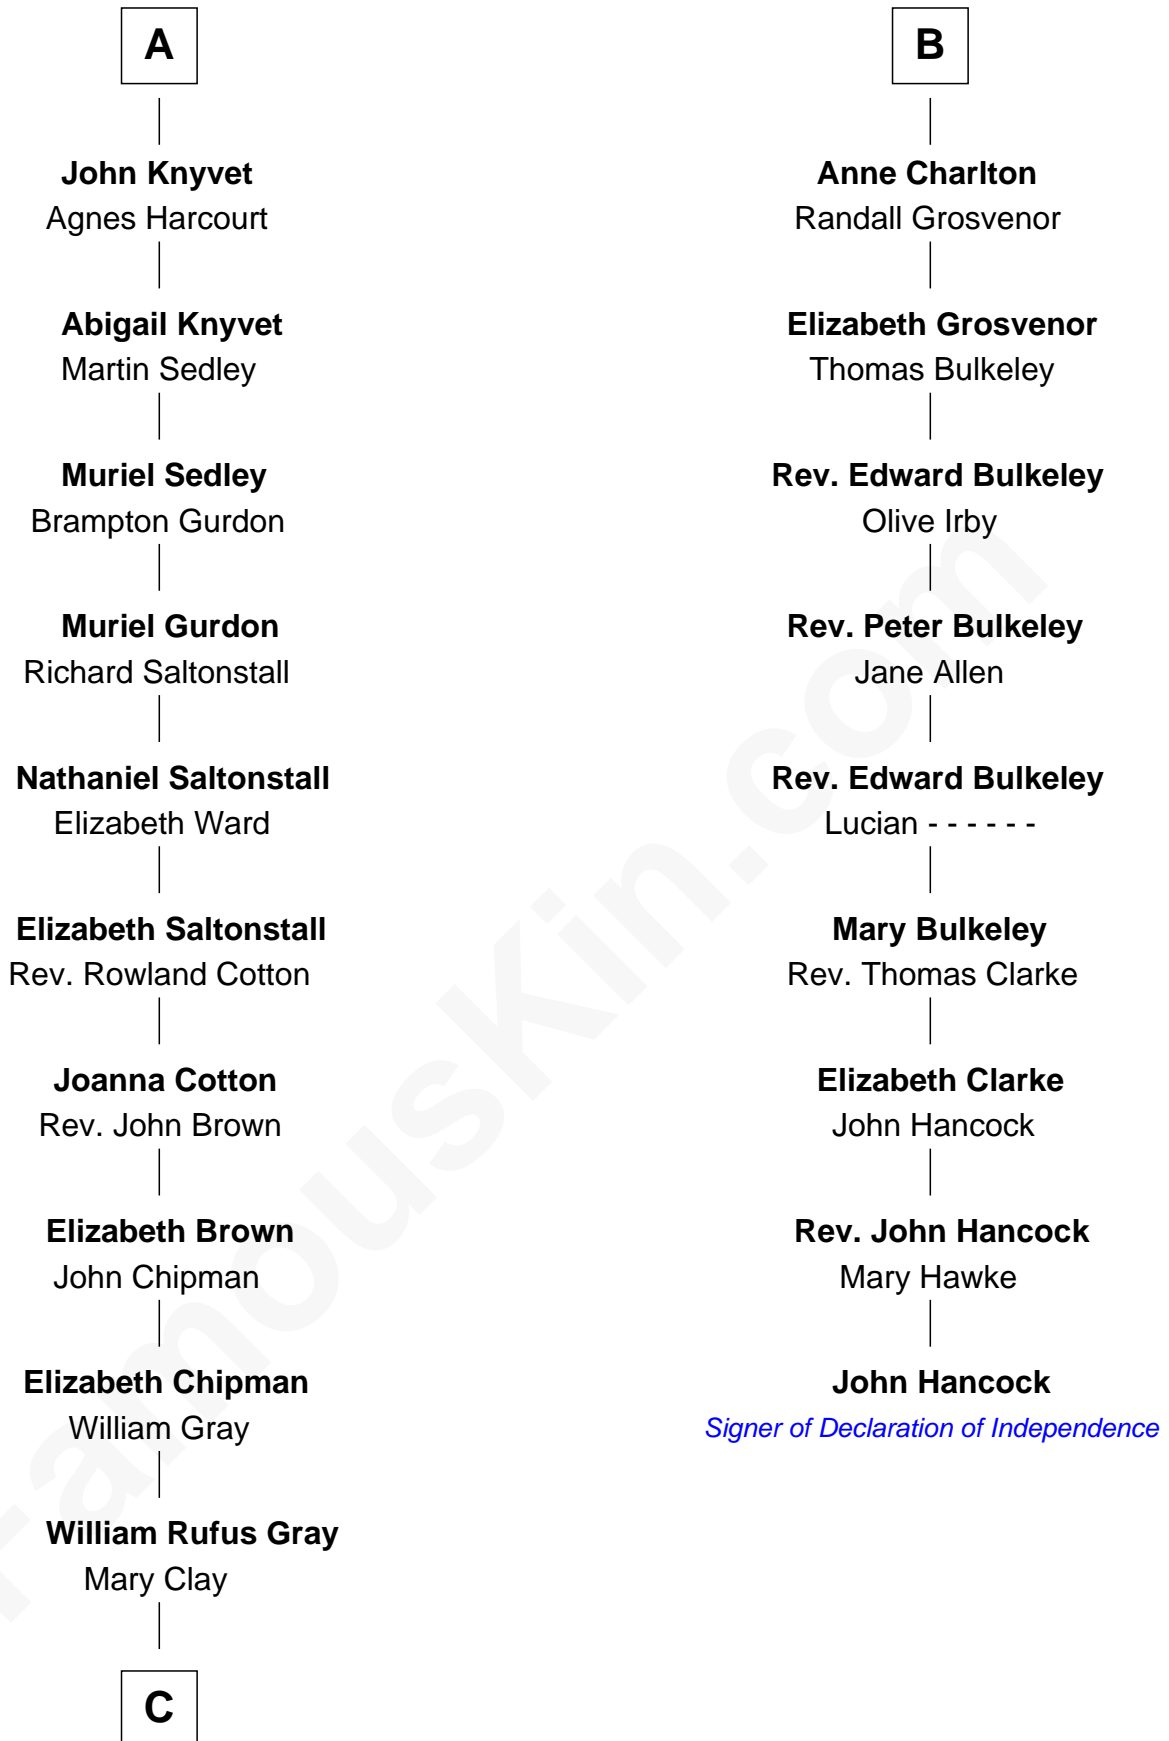 A
John Knyvet
Agnes Harcourt
Abigail Knyvet
Martin Sedley
Muriel Sedley
Brampton Gurdon
Muriel Gurdon
Richard Saltonstall
Nathaniel Saltonstall
Elizabeth Ward
Elizabeth Saltonstall
Rev. Rowland Cotton
Joanna Cotton
Rev. John Brown
Elizabeth Brown
John Chipman
Elizabeth Chipman
William Gray
William Rufus Gray
Mary Clay
C
B
Anne Charlton
Randall Grosvenor
Elizabeth Grosvenor
Thomas Bulkeley
Rev. Edward Bulkeley
Olive Irby
Rev. Peter Bulkeley
Jane Allen
Rev. Edward Bulkeley
Lucian - - - - - -
Mary Bulkeley
Rev. Thomas Clarke
Elizabeth Clarke
John Hancock
Rev. John Hancock
Mary Hawke
John Hancock
Signer of Declaration of Independence
FamousKin.com